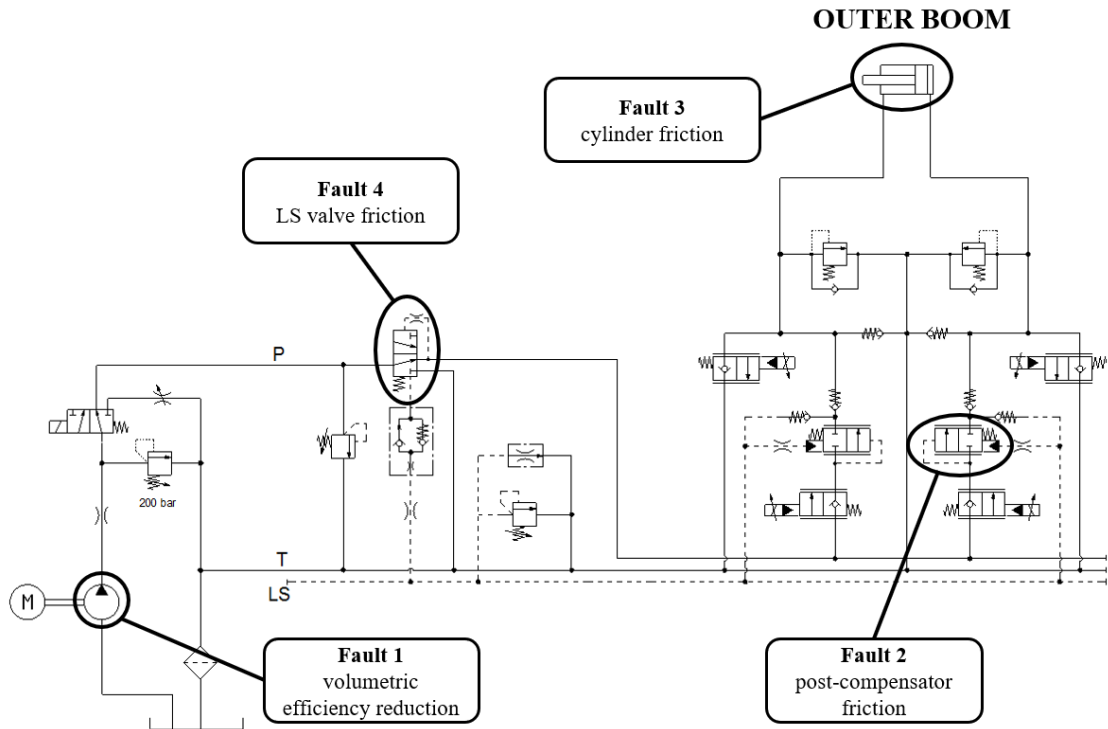 OUTER BOOM
Fault 3
cylinder friction
Fault 4
LS valve friction
P
200 bar
T
LS
M
Fault 1
volumetric
efficiency reduction
Fault 2
post-compensator
friction